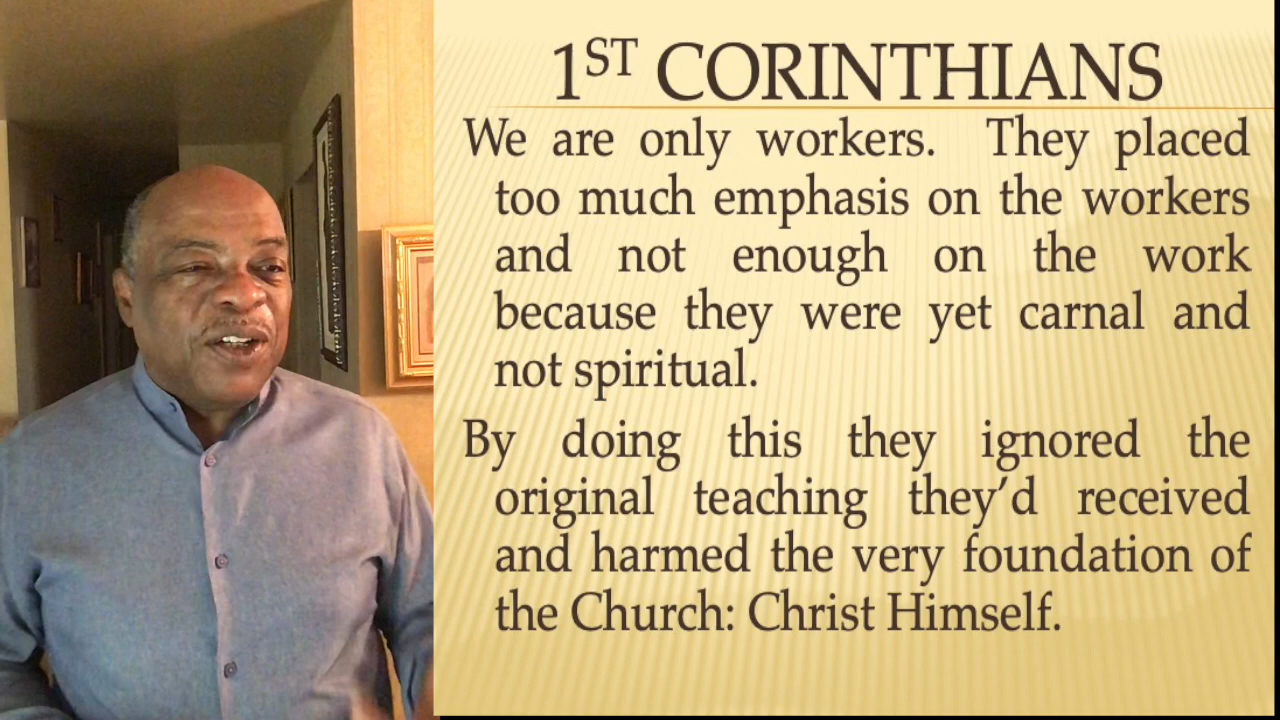 1ST CORINTHIANS
We are only workers. They placed
too much emphasis on the workers
and not enough on the work
because they were yet carnal and
not spiritual.
By doing this they ignored the
original teaching they’d received
and harmed the very foundation of
the Church: Christ Himself.